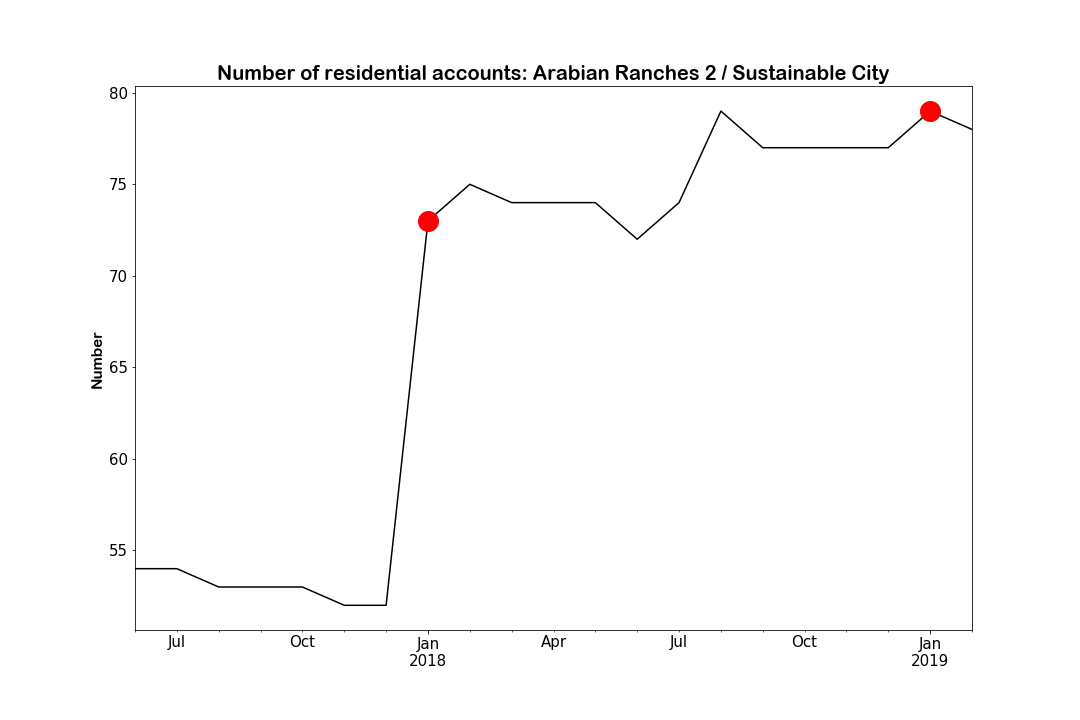 Number of residential accounts: Arabian Ranches 2 / Sustainable City
80
75
70
65
60
55
Number
Jul
Oct
Jan
2018
Apr
Jul
Oct
Jan
2019